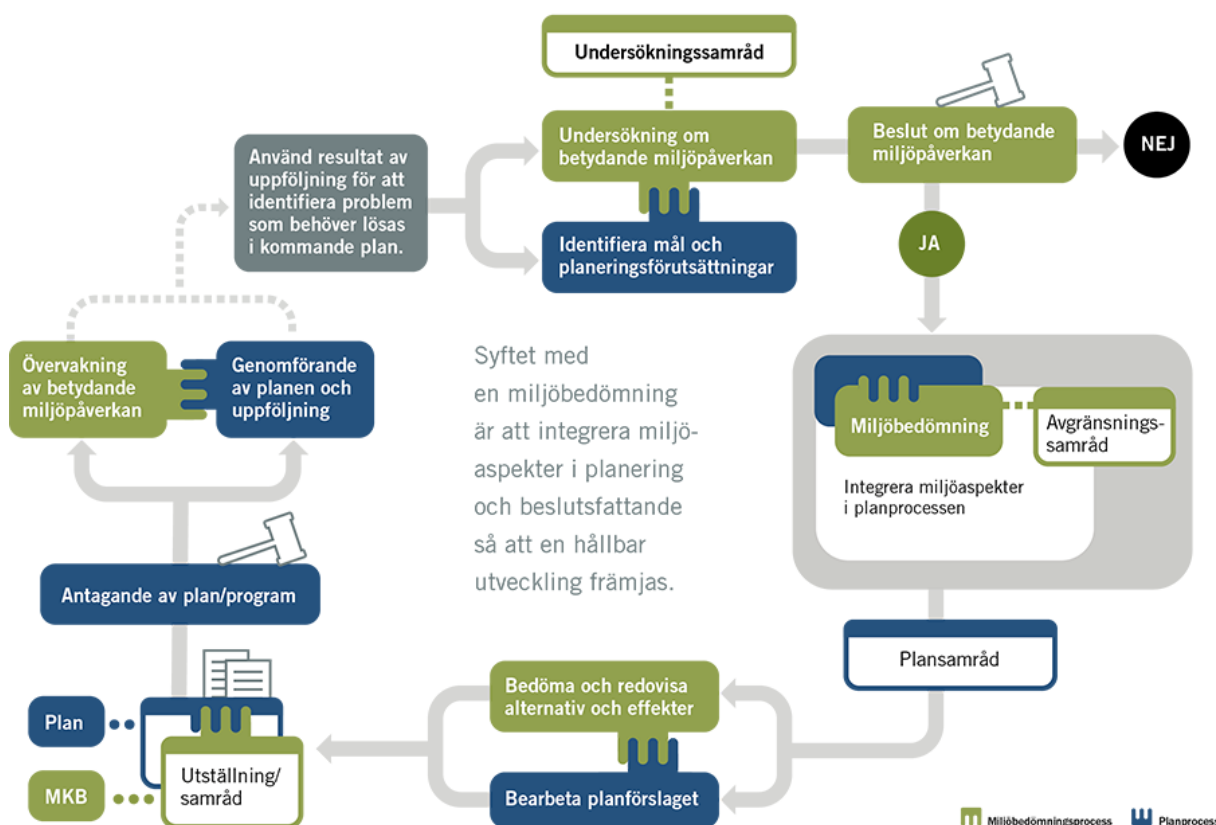 Undersökningssamråd
Undersökning om
betydande miljöpåverkan
Beslut om betydande
miljöpåverkan
NEJ
JA
Använd resultat av
uppföljning för att
identifiera problem
som behöver lösas
i kommande plan.
Identifiera mål och
planeringsförutsättningar
Övervakning
av betydande
miljöpåverkan
Genomförande
av planen och
uppföljning
Syftet med
en miljöbedömning
är att integrera miljö-
aspekter i planering
och beslutsfattande
så att en hållbar
utveckling främjas.
Miljöbedömning
Avgränsnings-
samråd
Integrera miljöaspekter
i planprocessen
Antagande av plan/program
Plansamråd
Bedöma och redovisa
alternativ och effekter
Plan
MKB
Utställning/
samråd
Bearbeta planförslaget
Miljöbedömningsprocess
Planprocess